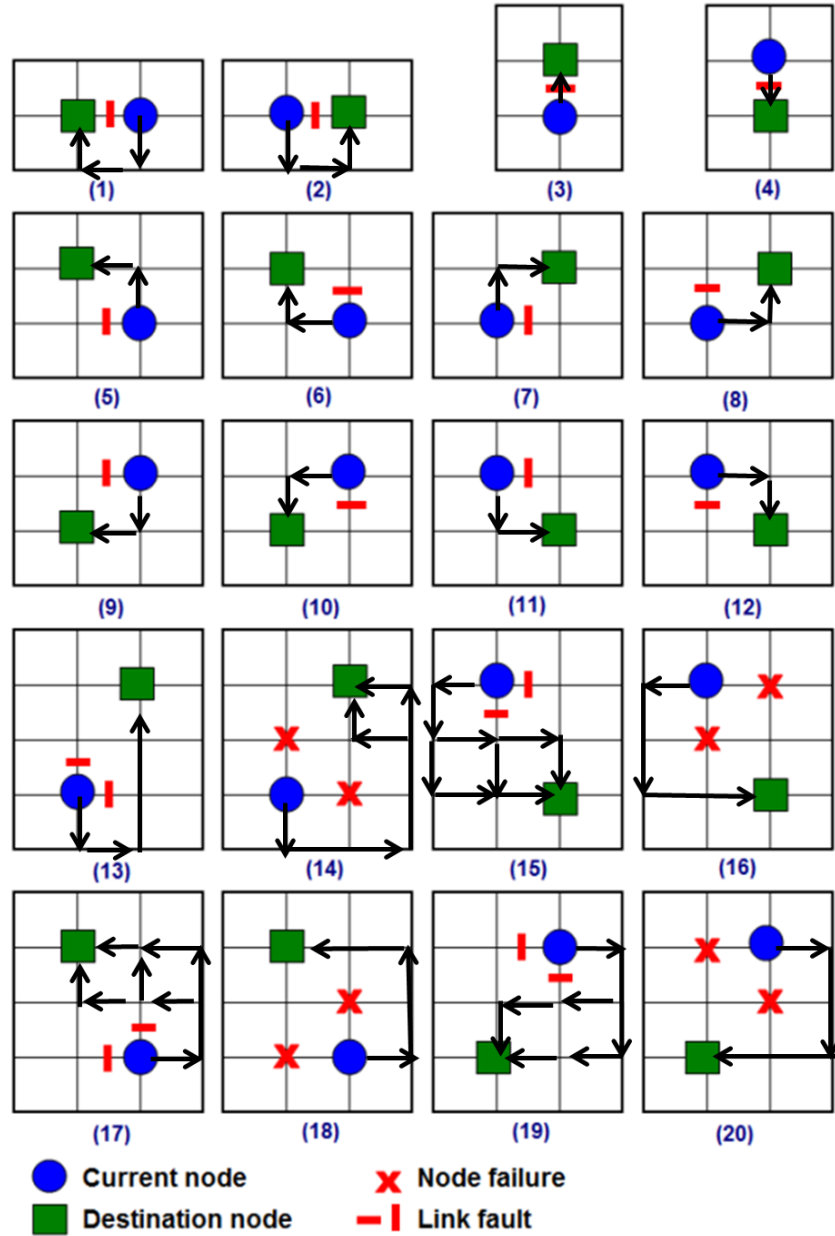 (1) (2) (3) (4)
(5) (6) (7) (8)
(9) (10) (11) (12)
(13) (14) (15) (16)
(17) (18) (19) (20)
Current node Node failure
Destination node Link fault